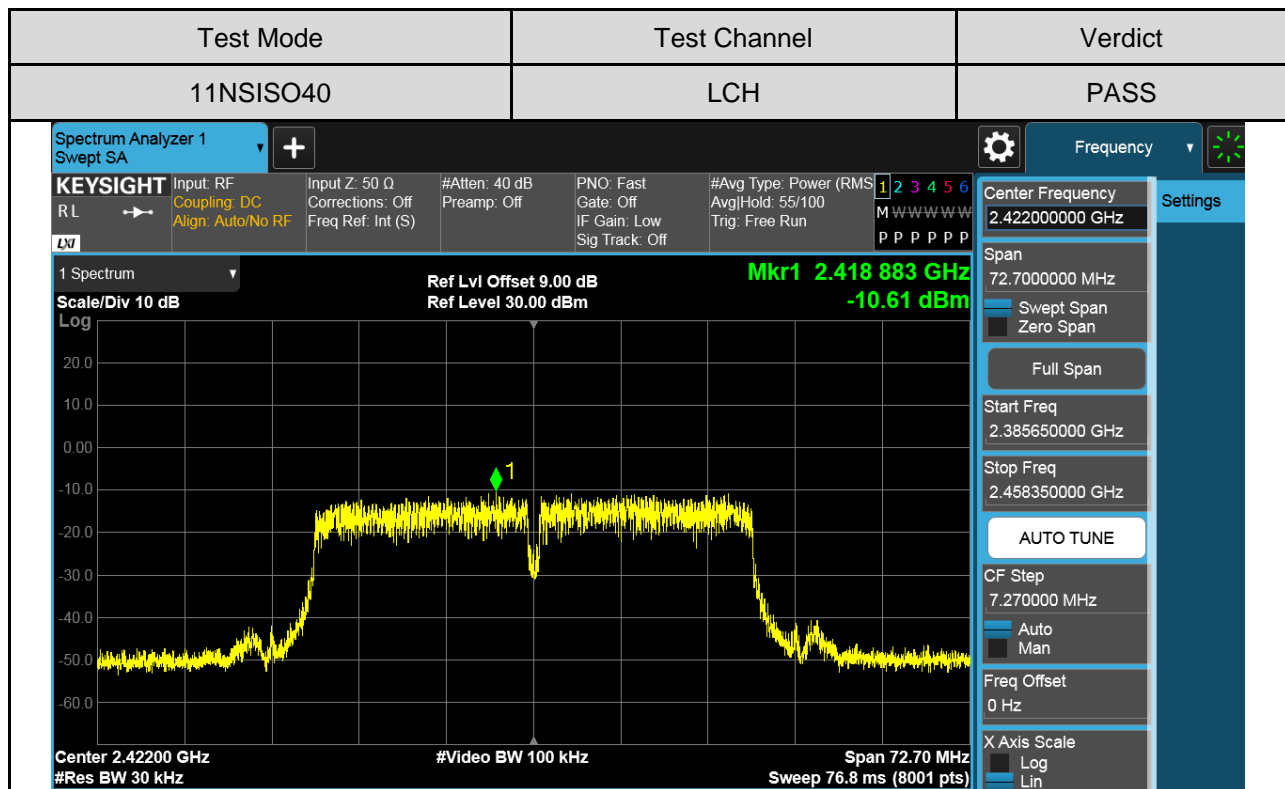 Test Mode Test Channel Verdict
11NSISO40 LCH PASS
Spectrum Analyzer 1
Swept SA
Frequency
KEYSIGHT
R L
LXI
Input: RF
Coupling: DC
Align: Auto/No RF
Input Z: 50 Ω
Corrections: Off
Freq Ref: Int (S)
#Atten: 40 dB
Preamp: Off
PNO: Fast
Gate: Off
IF Gain: Low
Sig Track: Off
#Avg Type: Power (RMS
Avg|Hold: 55/100
Trig: Free Run
1 2 3 4 5 6
M W W W W W
P P P P P P
1 Spectrum
Scale/Div 10 dB
Log
Ref Lvl Offset 9.00 dB
Ref Level 30.00 dBm
Mkr1 2.418 883 GHz
-10.61 dBm
20.0
10.0
0.00
-10.0
-20.0
-30.0
-40.0
-50.0
-60.0
1
Center 2.42200 GHz
#Res BW 30 kHz
#Video BW 100 kHz
Span 72.70 MHz
Sweep 76.8 ms (8001 pts)
Center Frequency
2.422000000 GHz
Span
72.7000000 MHz
Swept Span
Zero Span
Full Span
Start Freq
2.385650000 GHz
Stop Freq
2.458350000 GHz
AUTO TUNE
CF Step
7.270000 MHz
Auto
Man
Freq Offset
0 Hz
X Axis Scale
Log
Lin
Settings